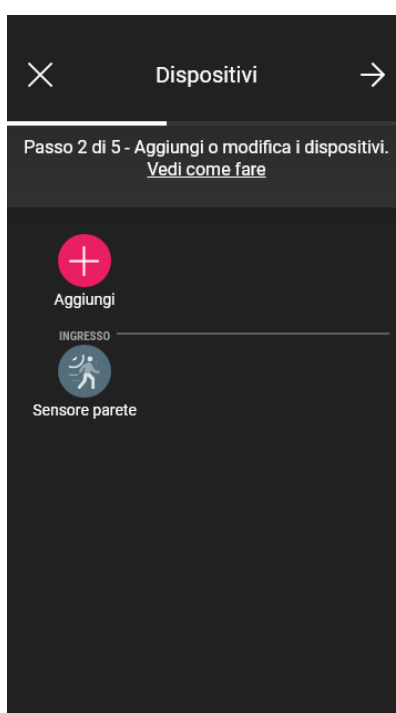 Dispositivi
Passo 2 di 5 - Aggiungi o modifica i dispositivi.
Vedi come fare
Aggiungi
INGRESSO
Sensore parete